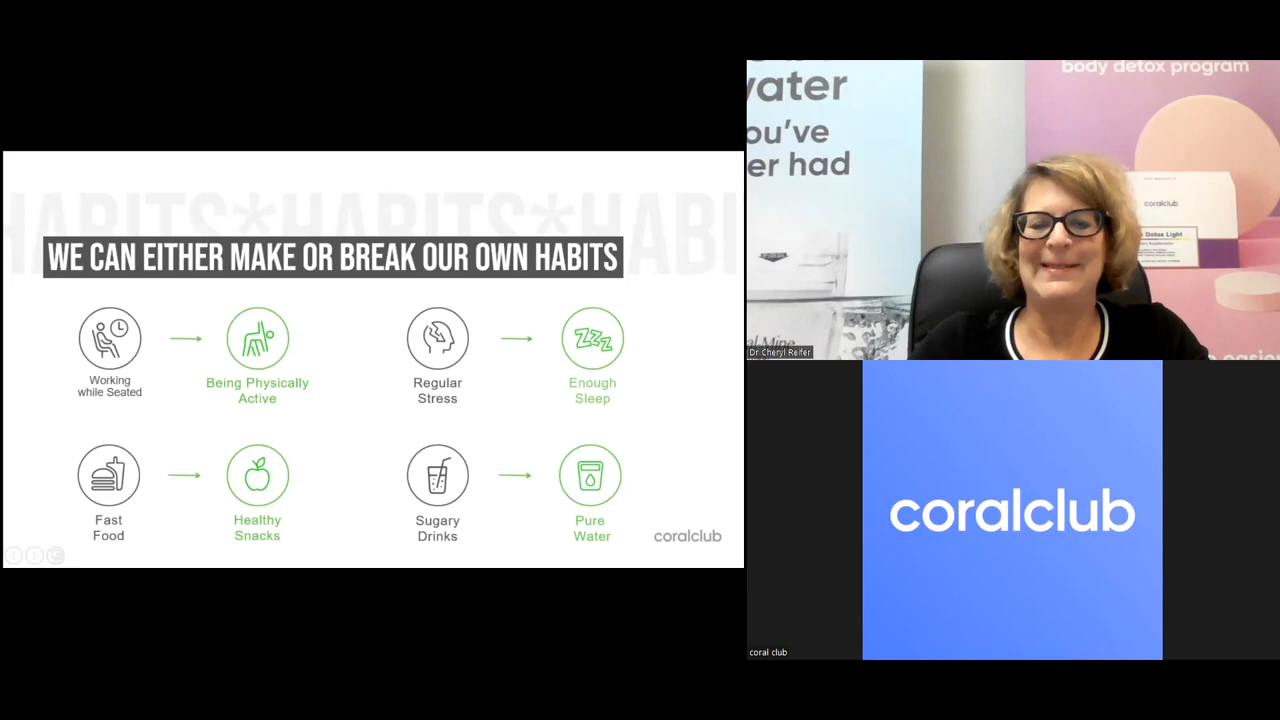 HABITS*HABITS*HABI
WE CAN EITHER MAKE OR BREAK OUR OWN HABITS
Working
while Seated
Being Physically
Active
Regular
Stress
Enough
Sleep
Fast
Food
Healthy
Snacks
Sugary
Drinks
Pure
Water
coralclub
vater
ou've
er had
body detox program
coralclub
Detox Light
Dr Cheryl Reifer
coralclub
coral club